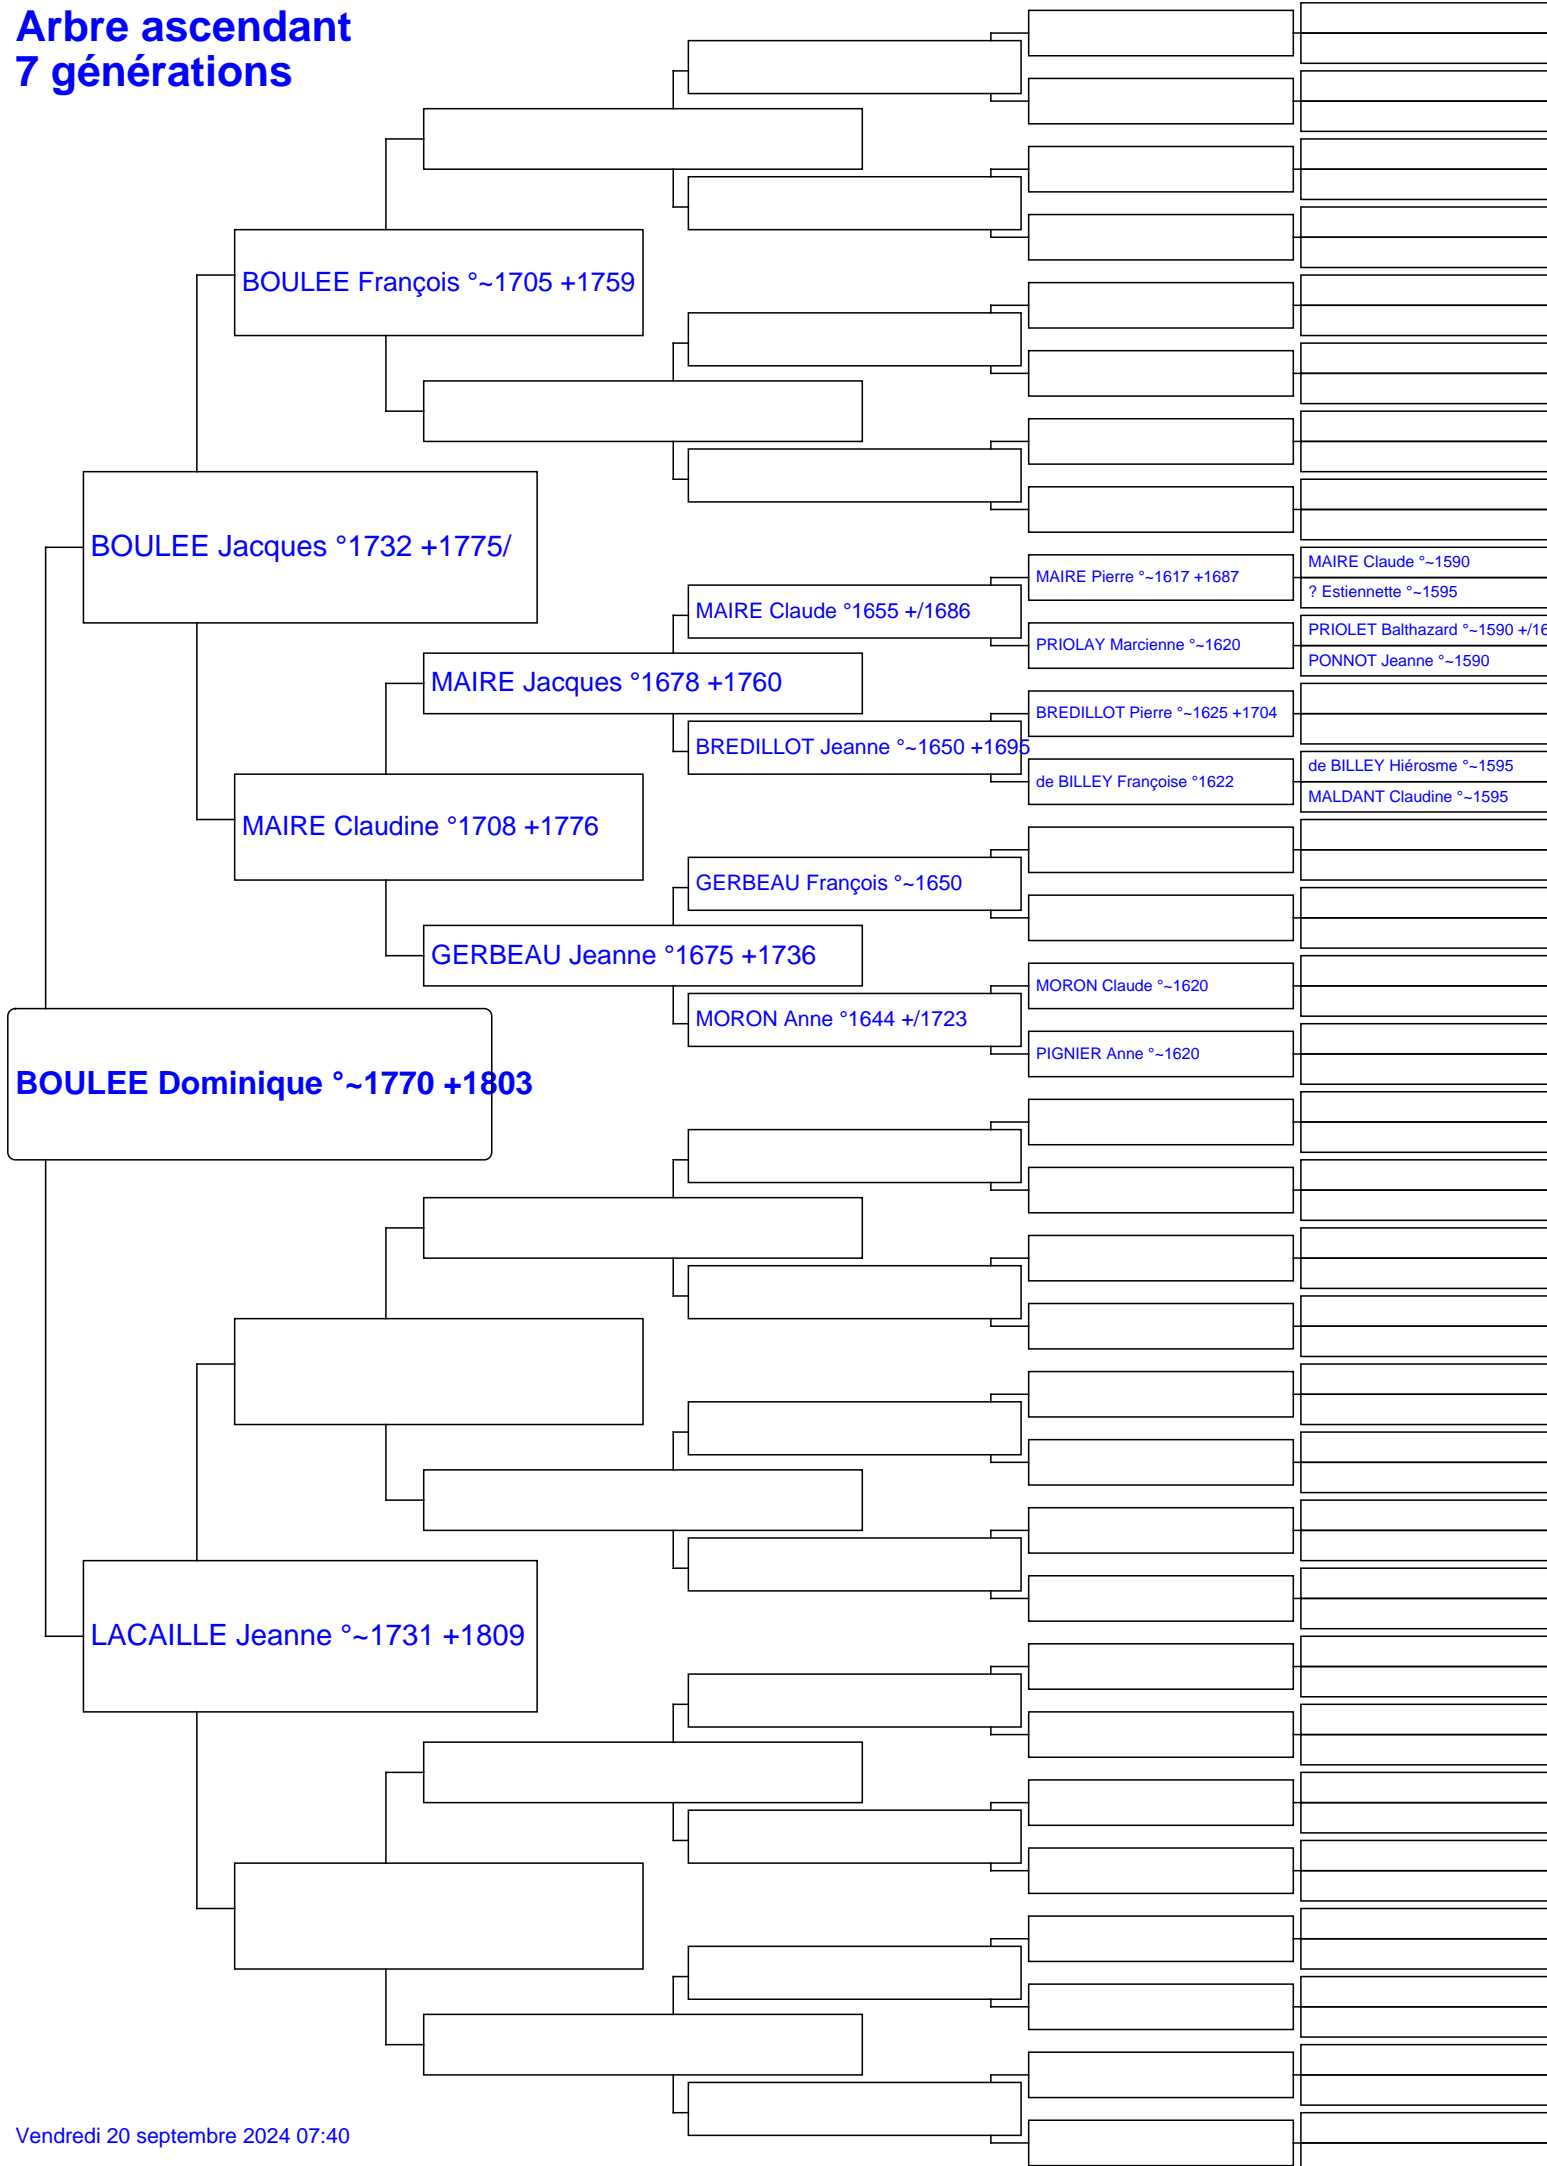 Arbre ascendant
7 générations
BOULEE François °~1705 +1759
BOULEE Jacques °1732 +1775/
MAIRE Pierre °~1617 +1687
MAIRE Claude °~1590
? Estiennette °~1595
MAIRE Claude °1655 +/1686
PRIOLAY Marcienne °~1620
PRIOLET Balthazard °~1590 +/16
PONNOT Jeanne °~1590
MAIRE Jacques °1678 +1760
BREDILLOT Pierre °~1625 +1704
BREDILLOT Jeanne °~1650 +1695
de BILLEY Françoise °1622
de BILLEY Hiérosme °~1595
MALDANT Claudine °~1595
MAIRE Claudine °1708 +1776
GERBEAU François °~1650
GERBEAU Jeanne °1675 +1736
MORON Claude °~1620
MORON Anne °1644 +/1723
PIGNIER Anne °~1620
BOULEE Dominique °~1770 +1803
LACAILLE Jeanne °~1731 +1809
Vendredi 20 septembre 2024 07:40